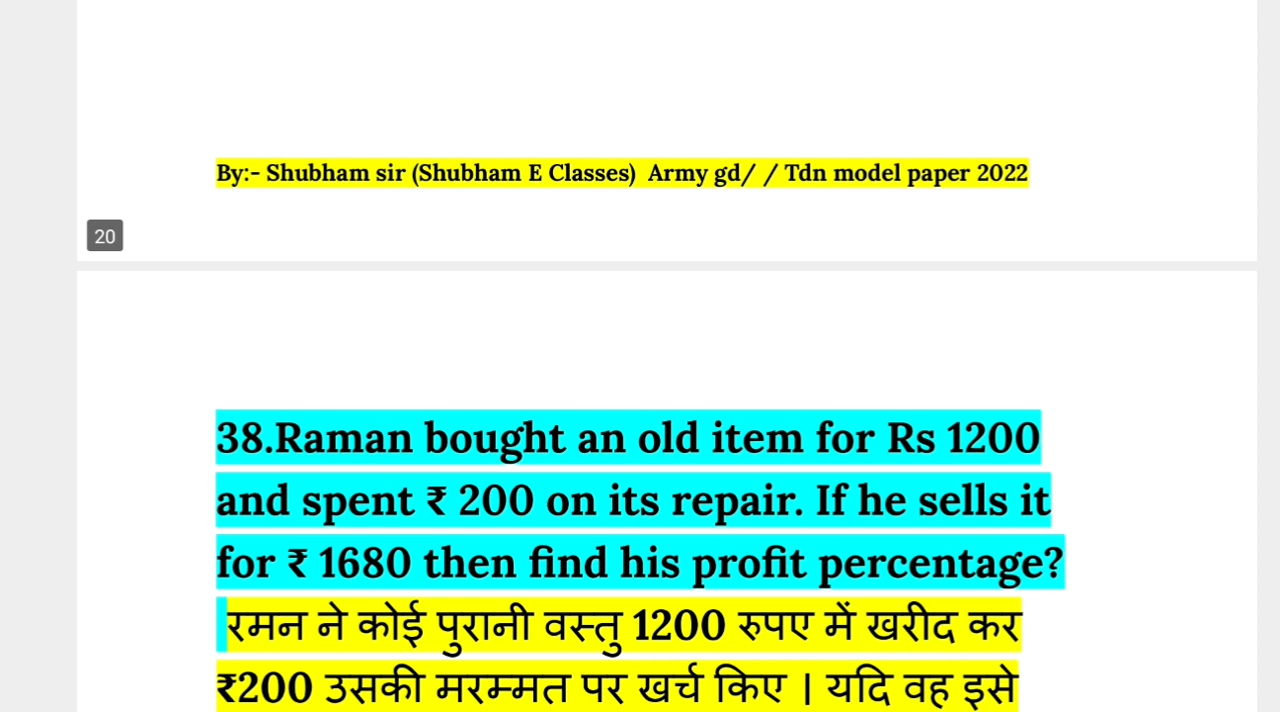 By:- Shubham sir (Shubham E Classes)  Army gd/ / Tdn model paper 2022
20
38.Raman bought an old item for Rs 1200
and spent ₹ 200 on its repair. If he sells it
for ₹ 1680 then find his profit percentage?
रमन ने कोई पुरानी वस्तु 1200 रुपए में खरीद कर
₹200 उसकी मरम्मत पर खर्च किए । यदि वह इसे